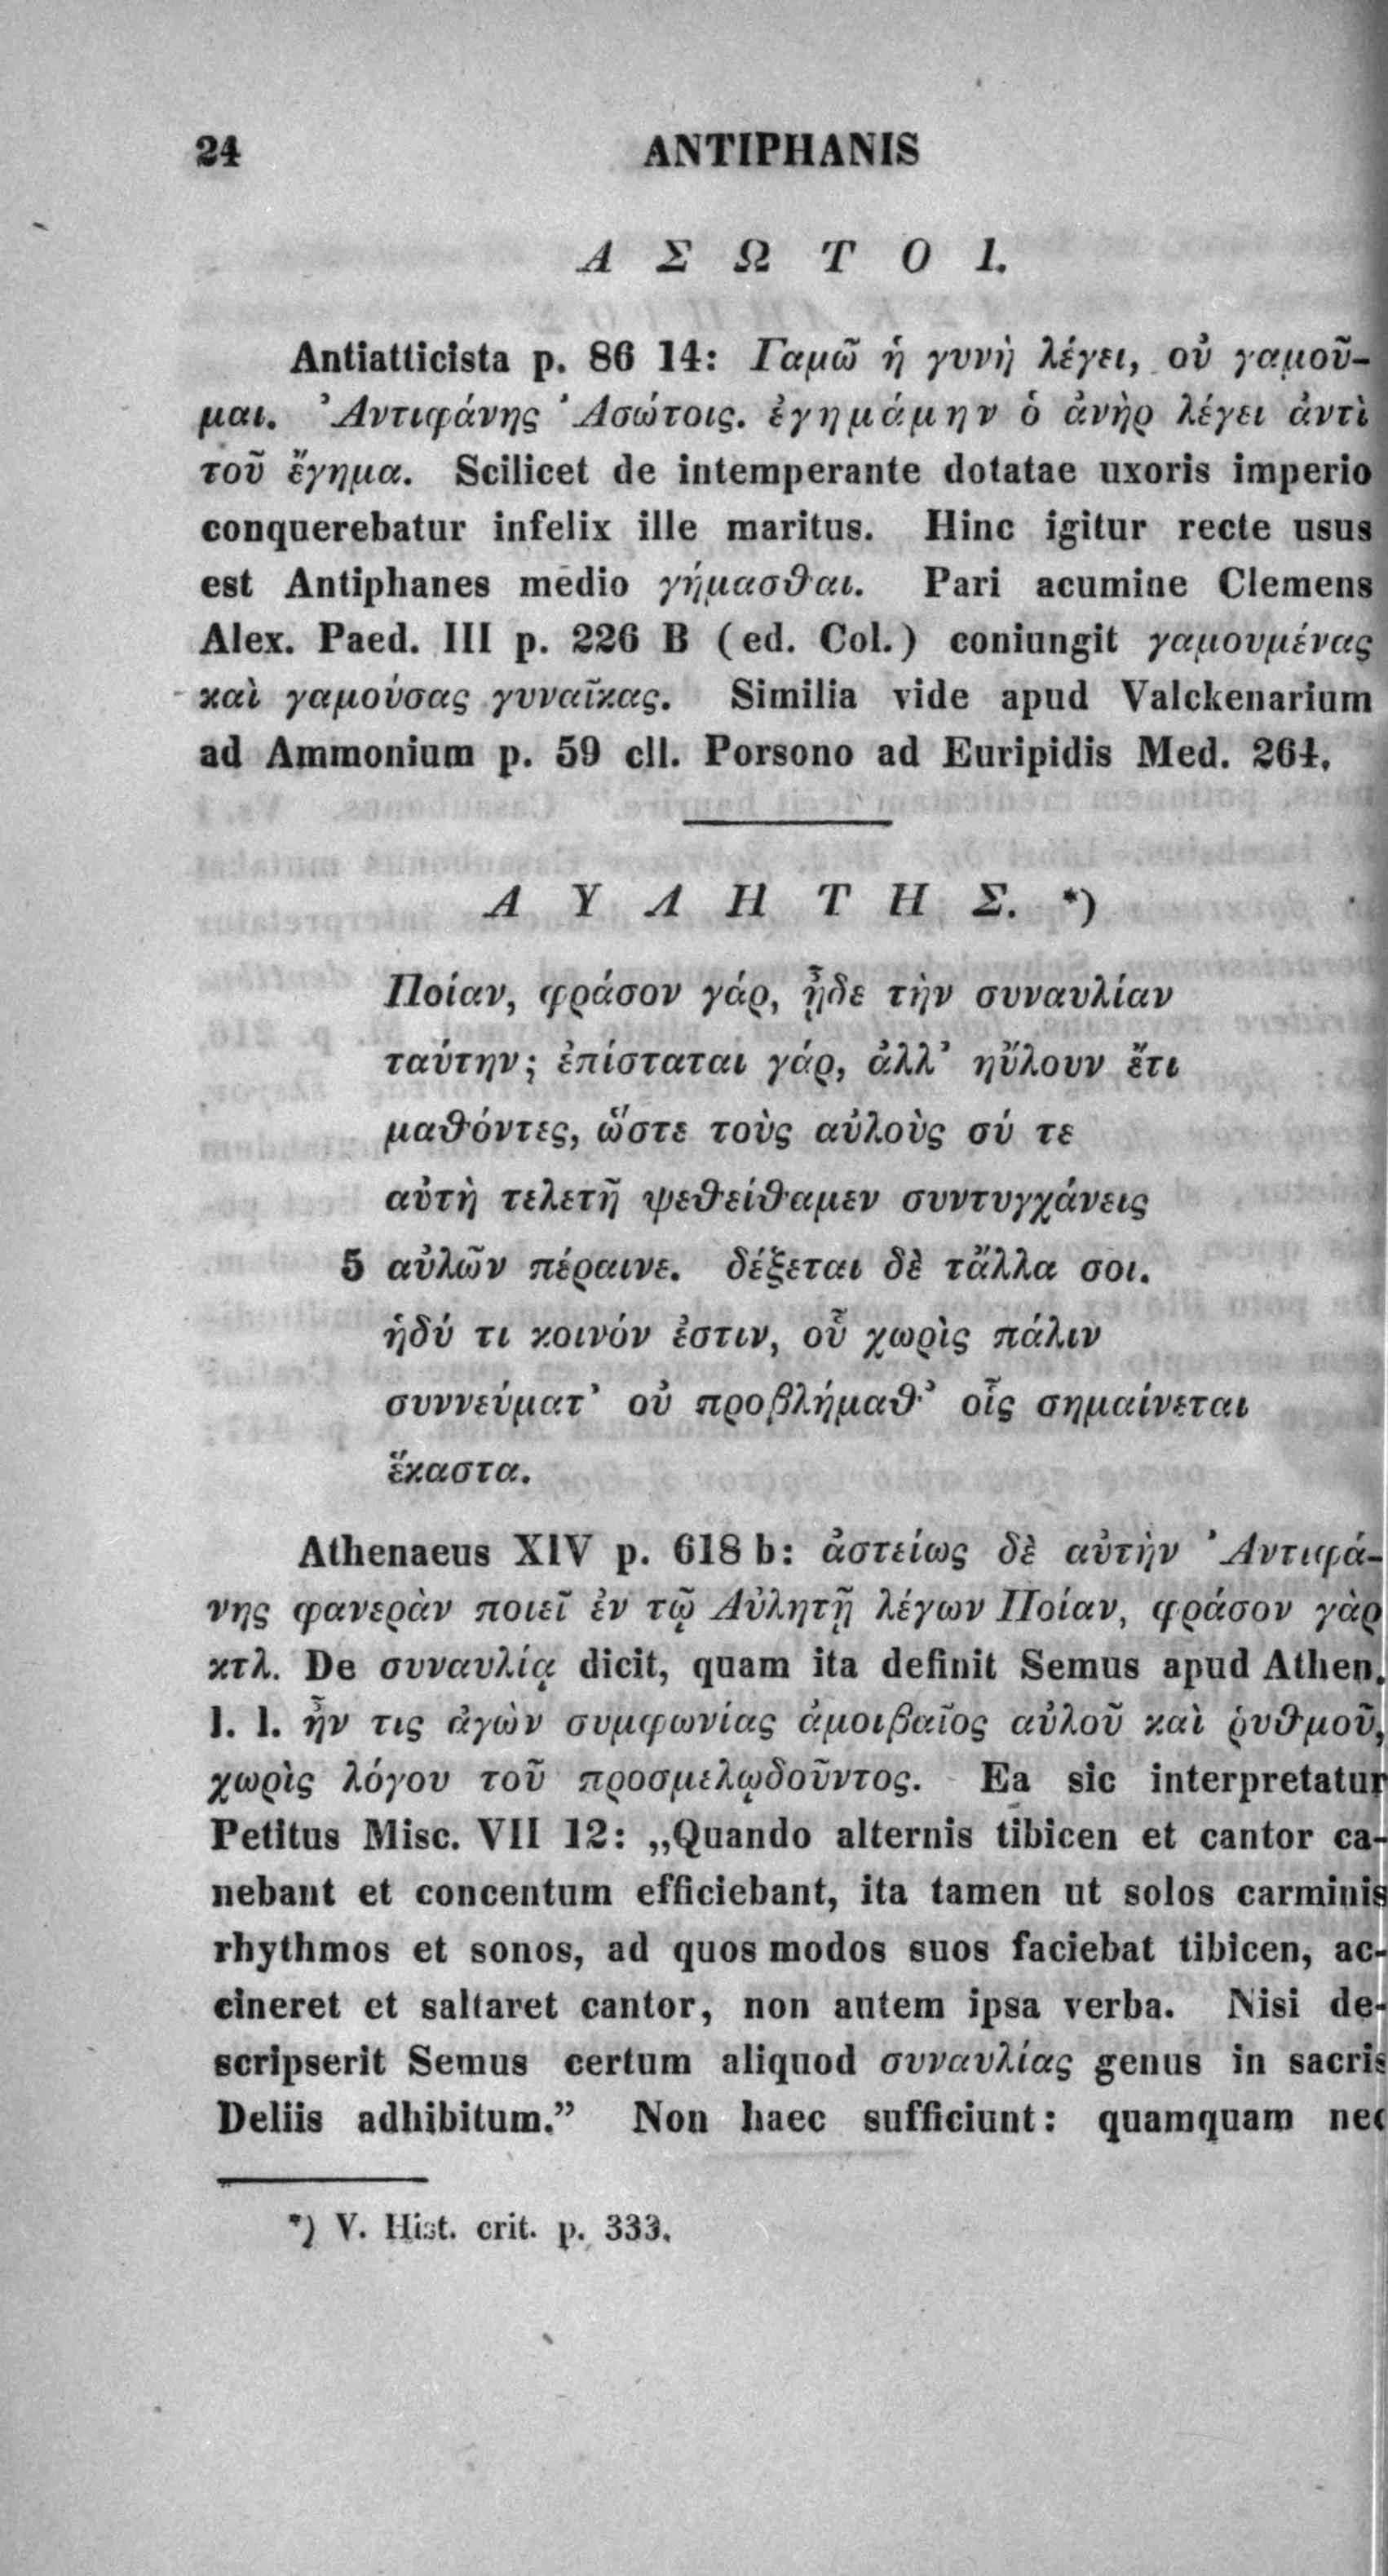 24 ANTIPHANIS
Α Σ Ω Τ Ο Ι.
Antiatticista p. 86 14: Γαμῶ ἡ γυνὴ λέγει, οὐ γαμοῦ-
μαι. Ἀντιφάνης Ἀσώτοις. ἐγημάμην ὁ ἀνὴρ λέγει ἀντὶ
τοῦ ἔγημα. Scilicet de intemperante dotatae uxoris imperio
conquerebatur infelix ille maritus. Hinc igitur recte usus
est Antiphanes medio γήμασθαι. Pari acumine Clemens
Alex. Paed. III p. 226 B (ed. Col.) coniungit γαμουμένας
καὶ γαμούσας γυναῖκας. Similia vide apud Valckenarium
ad Ammonium p. 59 cll. Porsono ad Euripidis Med. 264.
Α Υ Λ Η Τ Η Σ. *)
Ποίαν, φράσον γάρ, ᾗδε τὴν συναυλίαν
ταύτην; ἐπίσταται γάρ, ἀλλ’ ηὔλουν ἔτι
μαθόντες, ὥστε τοὺς αὐλοὺς σύ τε
αὐτὴ τελετῆ ψεθείθαμεν συντυγχάνεις
5 αὐλῶν πέραινε. δέξεται δὲ τἄλλα σοι.
ἡδύ τι κοινόν ἐστιν, οὗ χωρὶς πάλιν
συννεύματ’ οὐ προβλήμαθ’ οἷς σημαίνεται
ἕκαστα.
Athenaeus XIV p. 618 b: ἀστείως δὲ αὐτὴν Ἀντιφά-
νης φανερὰν ποιεῖ ἐν τῷ Αὐλητῇ λέγων Ποίαν, φράσον γὰρ
κτλ. De συναυλίᾳ dicit, quam ita definit Semus apud Athen.
l. l. ἦν τις ἀγὼν συμφωνίας ἀμοιβαῖος αὐλοῦ καὶ ῥυθμοῦ,
χωρὶς λόγου τοῦ προσμελῳδοῦντος. Ea sic interpretatur
Petitus Misc. VII 12: „Quando alternis tibicen et cantor ca-
nebant et concentum efficiebant, ita tamen ut solos carminis
rhythmos et sonos, ad quos modos suos faciebat tibicen, ac-
cineret et saltaret cantor, non autem ipsa verba. Nisi de-
scripserit Semus certum aliquod συναυλίας genus in sacris
Deliis adhibitum.” Non haec sufficiunt: quamquam nec
*) V. Hist. crit. p. 333.